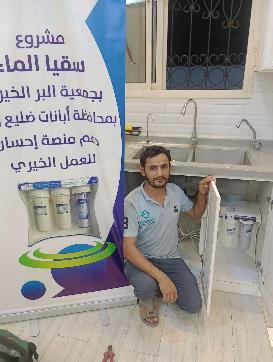 مشروع
سقيا الماء
بجمعية البر الخيرية
بمحافظة أبانات ضليع
دعم منصة إحسان
للعمل الخيري